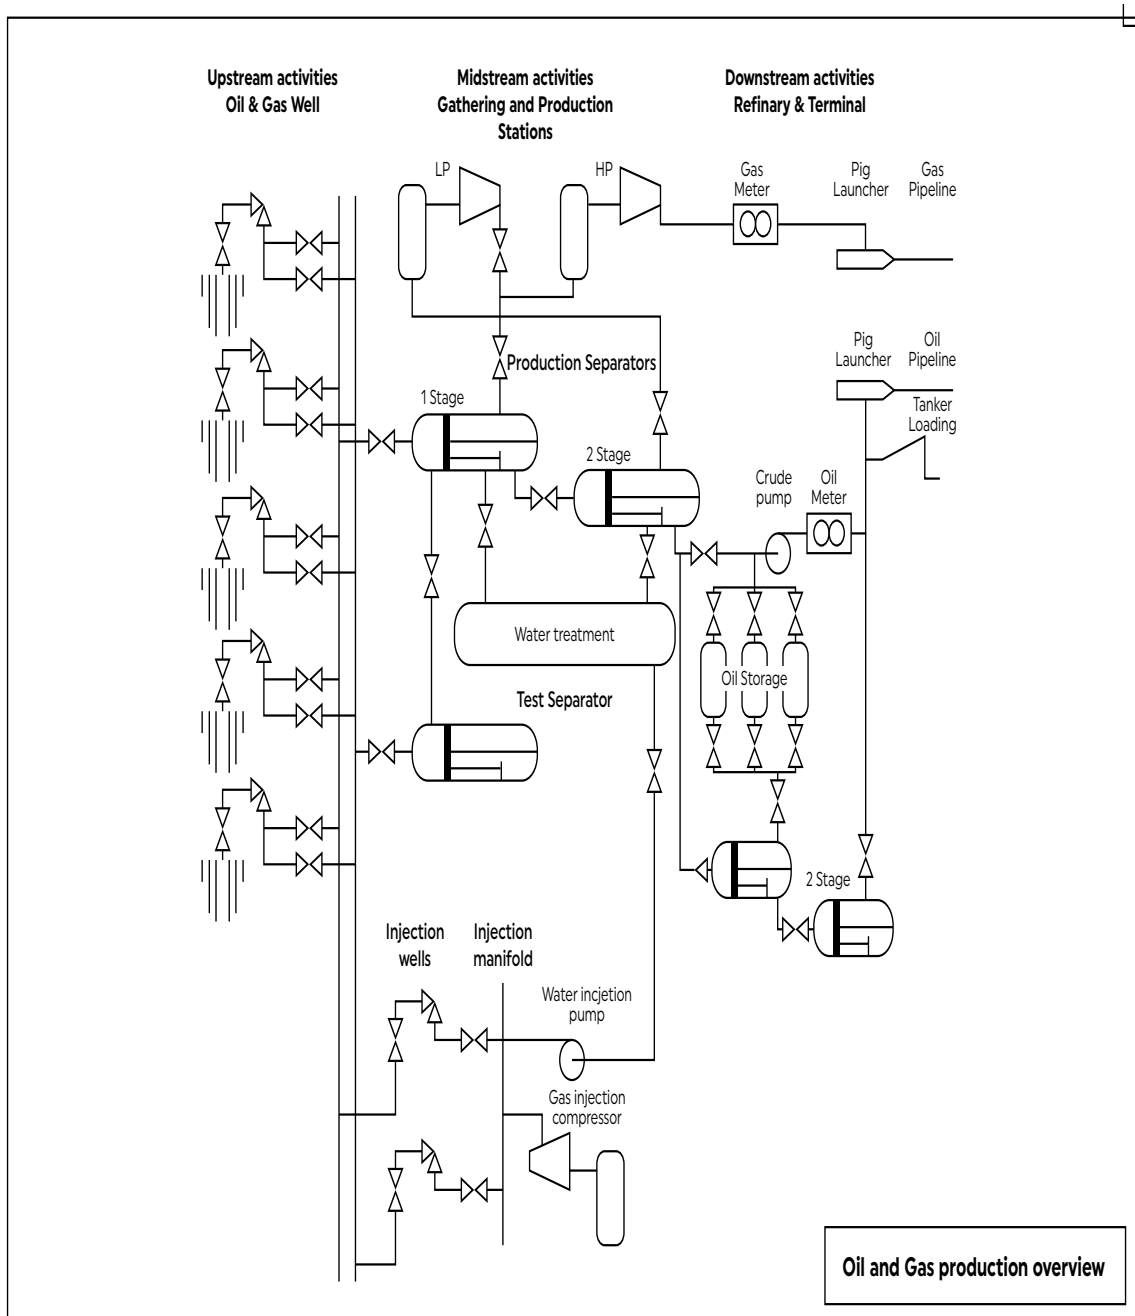 Upstream activities
Oil & Gas Well
Midstream activities
Gathering and Production
Stations
Downstream activities
Refinary & Terminal
LP
HP
Gas
Meter
Pig
Launcher
Gas
Pipeline
Production Separators
1 Stage
2 Stage
Pig
Launcher
Oil
Pipeline
Tanker
Loading
Crude
pump
Oil
Meter
Water treatment
Oil Storage
Test Separator
2 Stage
Injection
wells
Injection
manifold
Water incjetion
pump
Gas injection
compressor
Oil and Gas production overview